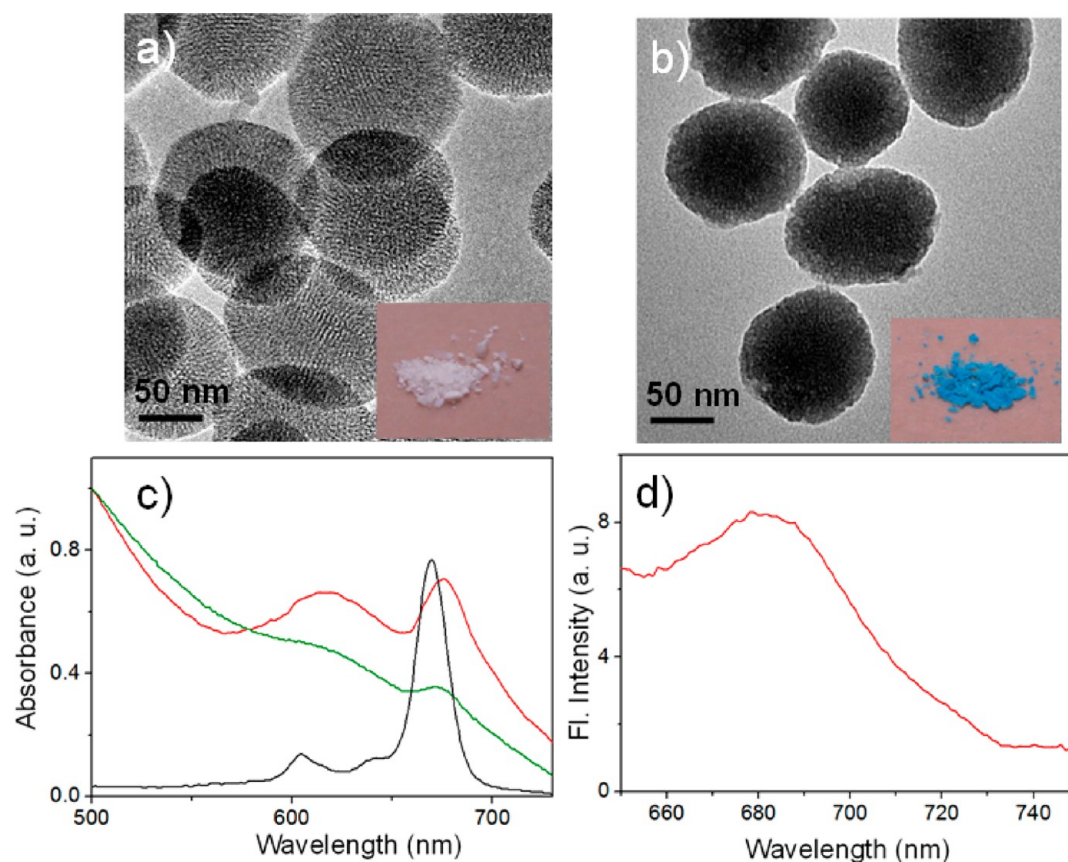 a)
50 nm
b)
50 nm
c)
Absorbance (a. u.)
0.8
0.4
0.0
500
600
700
Wavelength (nm)
d)
Fl. Intensity (a. u.)
8
4
0
660
680
700
720
740
Wavelength (nm)